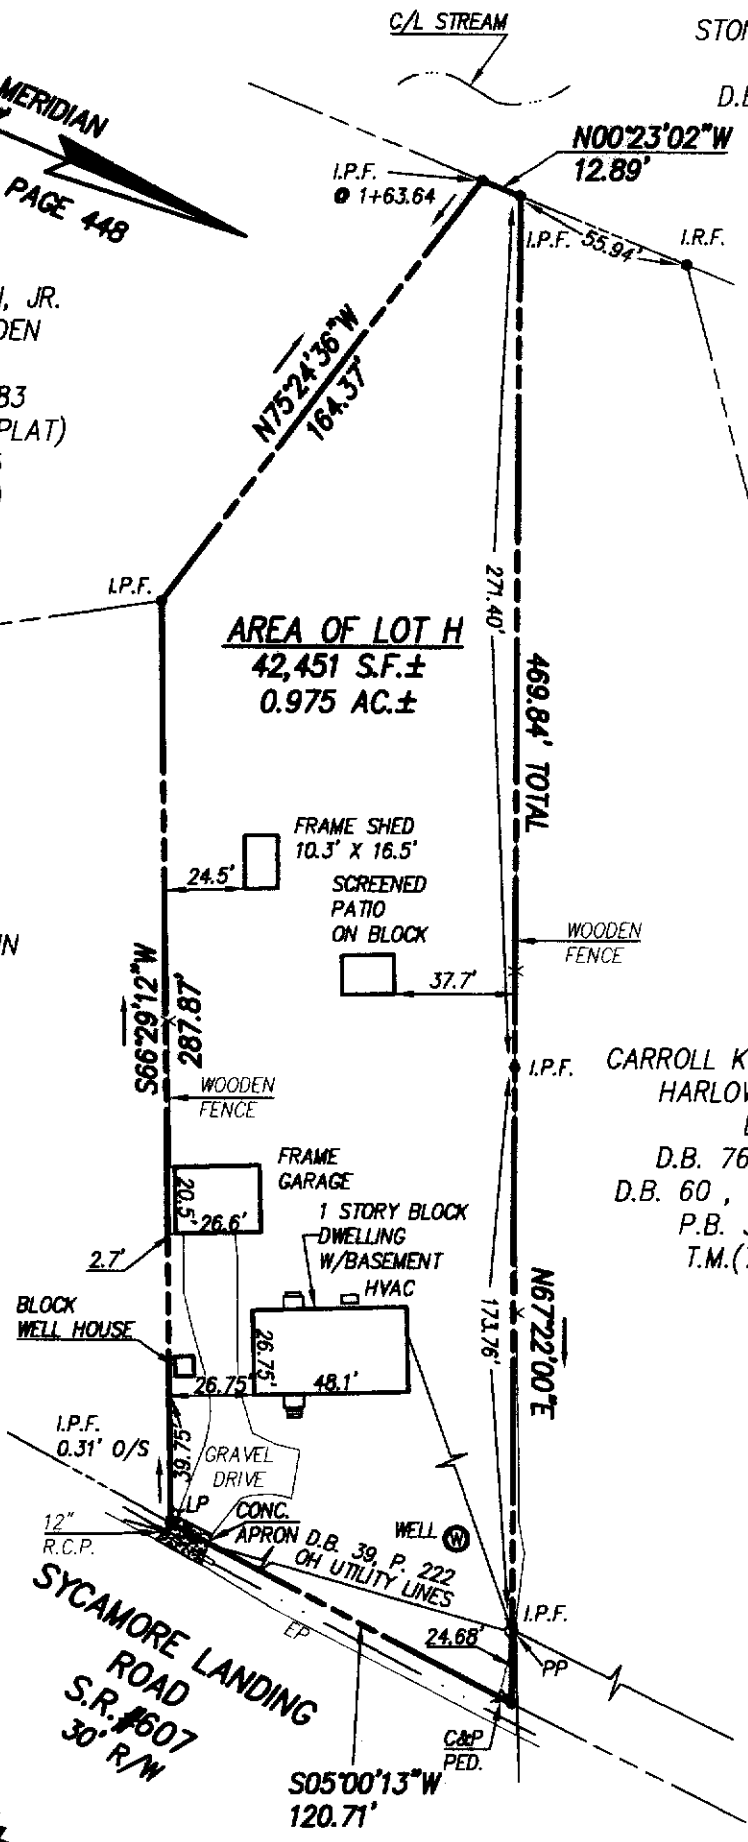 C/L STREAM
STON
D.B
MERIDIAN
PAGE 448
N00°23'02"W
12.89'
I.P.F.
@ 1+63.64
I.P.F.
55.94'
I.R.F.
, JR.
DEN
83
PLAT)
N75°24'36"W
164.37'
I.P.F.
AREA OF LOT H
42,451 S.F.±
0.975 AC.±
271.40'
469.84' TOTAL
FRAME SHED
10.3' X 16.5'
24.5'
SCREENED
PATIO
ON BLOCK
37.7'
WOODEN
FENCE
IN
S66°29'12"W
287.87'
WOODEN
FENCE
I.P.F.
CARROLL K
HARLOW
D.B. 76
D.B. 60 ,
P.B.
T.M.(
FRAME
GARAGE
20.5'
26.6'
2.7'
1 STORY BLOCK
DWELLING
W/BASEMENT
HVAC
BLOCK
WELL HOUSE
26.75'
26.75'
48.1'
173.76'
N67°22'00"E
I.P.F.
0.31' O/S
39.75'
GRAVEL
DRIVE
LP
12"
R.C.P.
CONC.
APRON
D.B. 39, P. 222
OH UTILITY LINES
WELL
W
I.P.F.
24.68'
PP
EP
SYCAMORE LANDING
ROAD
S.R.#607
30' R/W
C&P
PED.
S05°00'13"W
120.71'